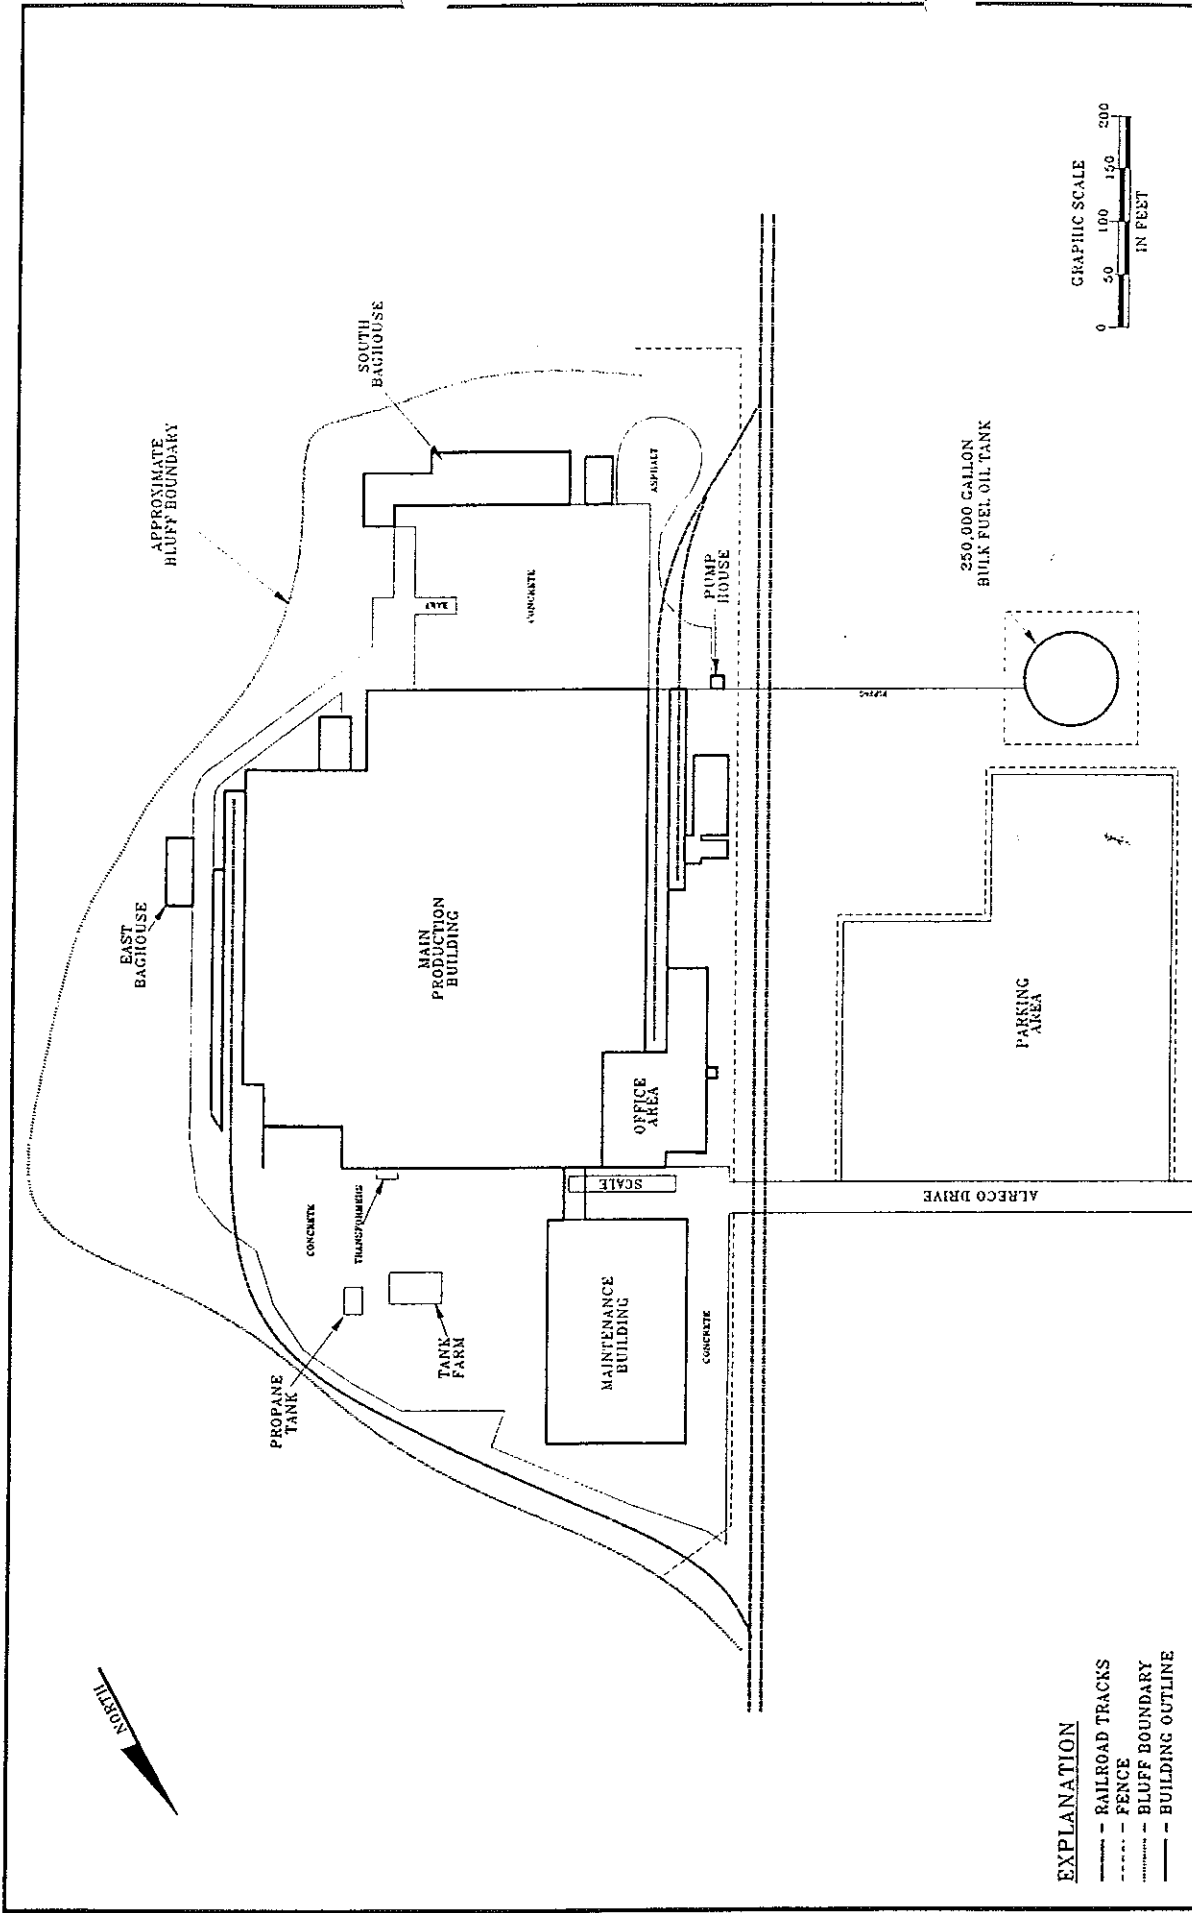 NORTH
APPROXIMATE
BLUFF BOUNDARY
SOUTH
BAGHOUSE
EAST
BAGHOUSE
CONCRETE
ASPHALT
PUMP
HOUSE
250,000 GALLON
BULK FUEL OIL TANK
PIPING
MAIN
PRODUCTION
BUILDING
OFFICE
AREA
PARKING
AREA
SCALE
ALRECO DRIVE
CONCRETE
TRANSFORMERS
PROPANE
TANK
TANK
FARM
MAINTENANCE
BUILDING
CONCRETE
GRAPHIC SCALE
0 50 100 150 200
IN FEET
EXPLANATION
- RAILROAD TRACKS
- FENCE
- BLUFF BOUNDARY
- BUILDING OUTLINE